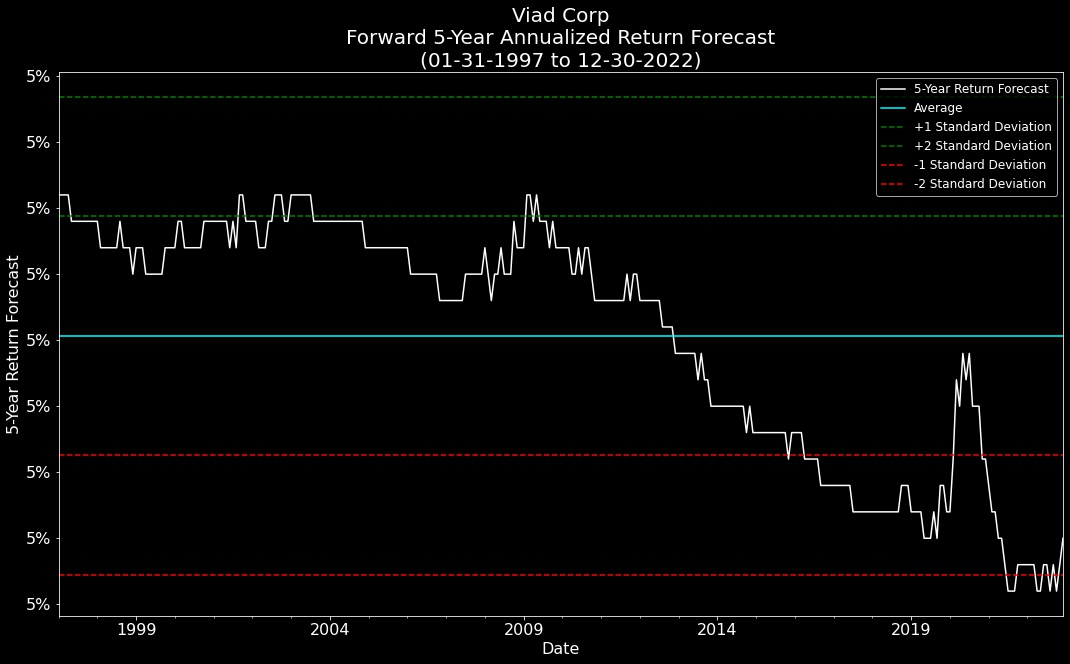 Viad Corp
Forward 5-Year Annualized Return Forecast
(01-31-1997 to 12-30-2022)
5%
5%
5%
5%
5%
5%
5%
5%
5%
5-Year Return Forecast
5-Year Return Forecast
Average
+1 Standard Deviation
+2 Standard Deviation
-1 Standard Deviation
-2 Standard Deviation
1999 2004 2009 2014 2019
Date